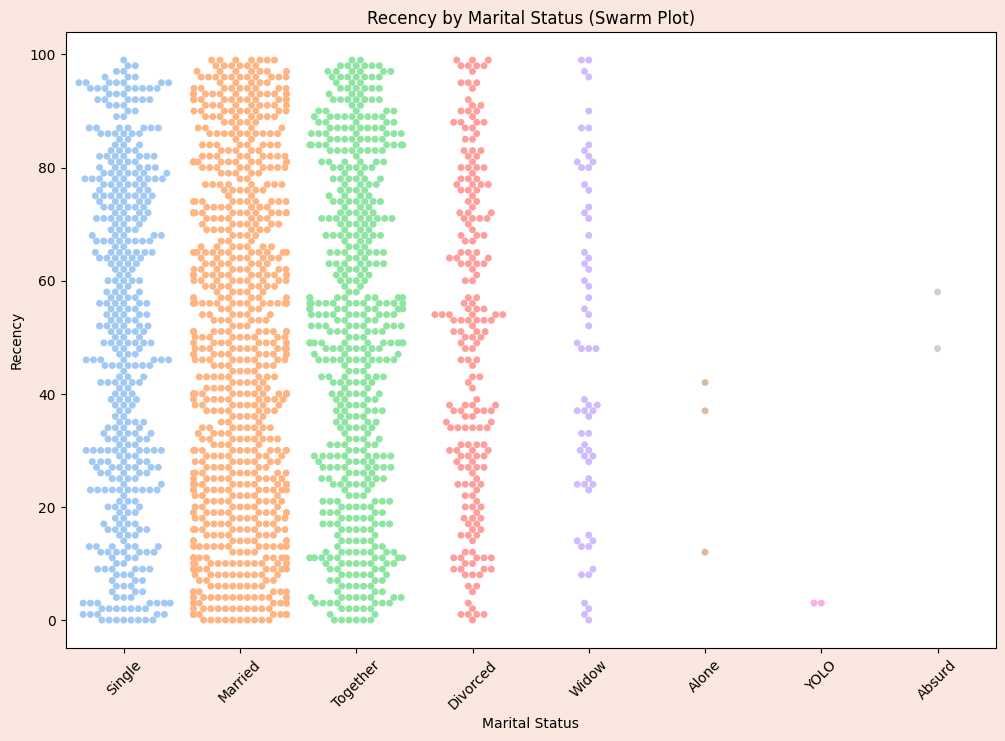 Recency by Marital Status (Swarm Plot)
100
80
60
40
20
0
Recency
Single
Married
Together
Divorced
Widow
Alone
YOLO
Absurd
Marital Status